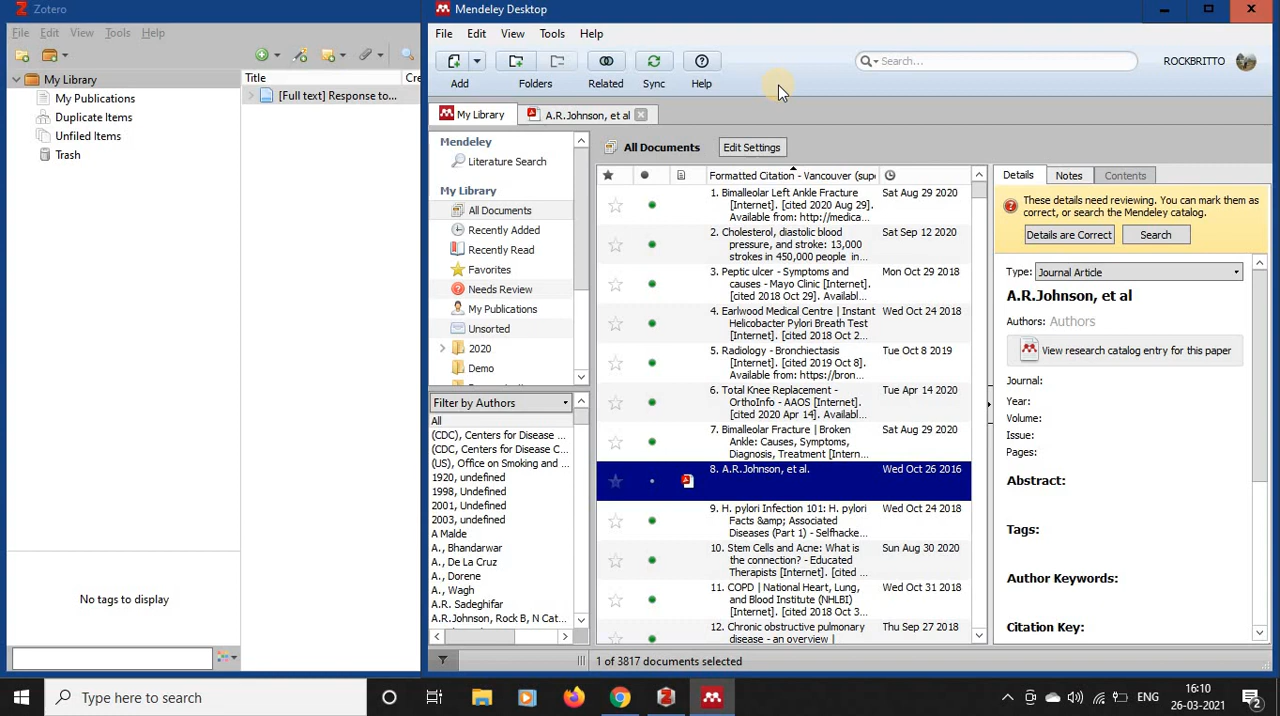 Zotero
File Edit View Tools Help
My Library
My Publications
Duplicate Items
Unfiled Items
Trash
No tags to display
Title Cre
[Full text] Response to...
Mendeley Desktop
File Edit View Tools Help
Add Folders Related Sync Help
Search...
ROCKBRITTO
My Library A.R.Johnson, et al
Mendeley
Literature Search
My Library
All Documents
Recently Added
Recently Read
Favorites
Needs Review
My Publications
Unsorted
2020
Demo
Filter by Authors
All
(CDC), Centers for Disease ...
(CDC), Centers for Disease C...
(US), Office on Smoking and ...
1920, undefined
1998, undefined
2001, undefined
2003, undefined
A Malde
A., Bhandarwar
A., De La Cruz
A., Dorene
A., Wagh
A.R. Sadeghifar
A.R.Johnson, Rock B, N Cat...
All Documents Edit Settings
Formatted Citation - Vancouver (supe
1. Bimalleolar Left Ankle Fracture Sat Aug 29 2020
[Internet]. [cited 2020 Aug 29].
Available from: http://medica...
2. Cholesterol, diastolic blood Sat Sep 12 2020
pressure, and stroke: 13,000
strokes in 450,000 people in...
3. Peptic ulcer - Symptoms and Mon Oct 29 2018
causes - Mayo Clinic [Internet].
[cited 2018 Oct 29]. Availabl...
4. Earlwood Medical Centre | Instant Wed Oct 24 2018
Helicobacter Pylori Breath Test
[Internet]. [cited 2018 Oct 2...
5. Radiology - Bronchiectasis Tue Oct 8 2019
[Internet]. [cited 2019 Oct 8].
Available from: https://bron...
6. Total Knee Replacement - Tue Apr 14 2020
OrthoInfo - AAOS [Internet].
[cited 2020 Apr 14]. Availabl...
7. Bimalleolar Fracture | Broken Sat Aug 29 2020
Ankle: Causes, Symptoms,
Diagnosis, Treatment [Intern...
8. A.R.Johnson, et al. Wed Oct 26 2016
9. H. pylori Infection 101: H. pylori Wed Oct 24 2018
Facts &amp; Associated
Diseases (Part 1) - Selfhacke...
10. Stem Cells and Acne: What is Sun Aug 30 2020
the connection? - Educated
Therapists [Internet]. [cited ...
11. COPD | National Heart, Lung, Wed Oct 31 2018
and Blood Institute (NHLBI)
[Internet]. [cited 2018 Oct 3...
12. Chronic obstructive pulmonary Thu Sep 27 2018
disease - an overview |
1 of 3817 documents selected
Details Notes Contents
These details need reviewing. You can mark them as
correct, or search the Mendeley catalog.
Details are Correct Search
Type: Journal Article
A.R.Johnson, et al
Authors: Authors
View research catalog entry for this paper
Journal:
Year:
Volume:
Issue:
Pages:
Abstract:
Tags:
Author Keywords:
Citation Key:
Type here to search
ENG
16:10
26-03-2021
2